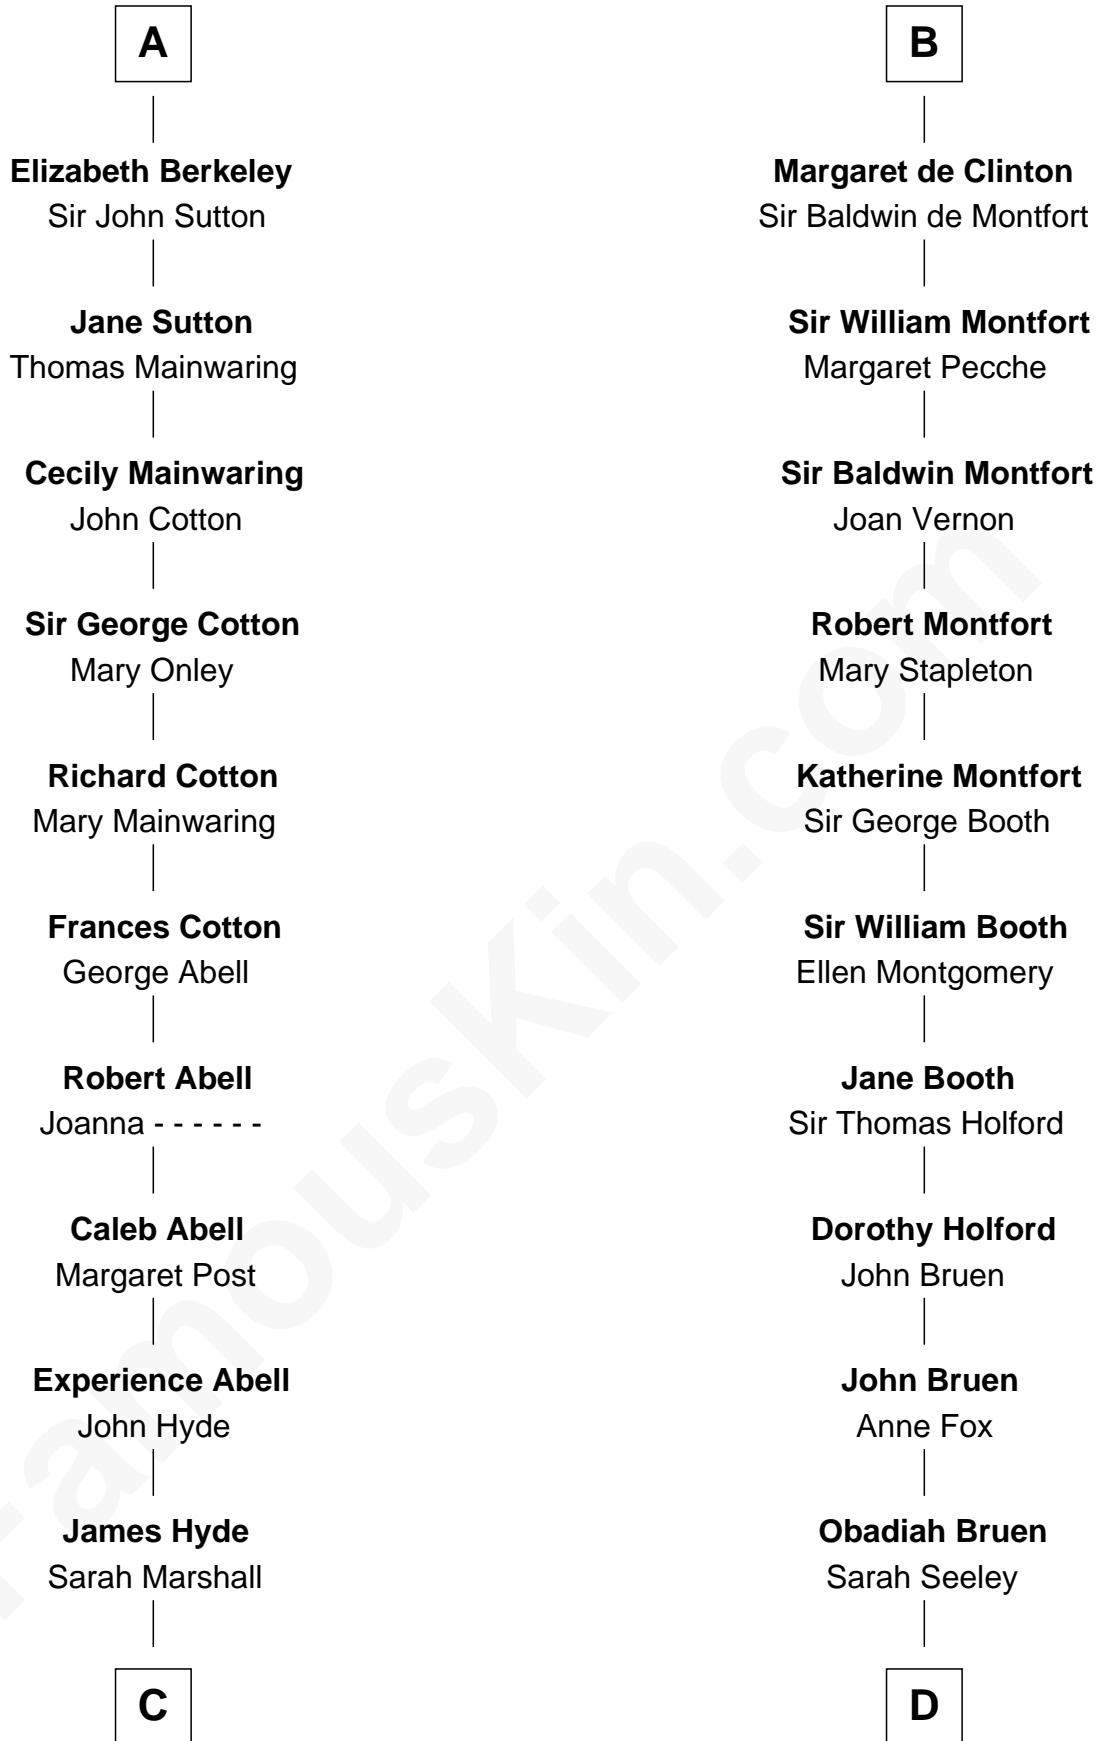 A
Elizabeth Berkeley
Sir John Sutton
Jane Sutton
Thomas Mainwaring
Cecily Mainwaring
John Cotton
Sir George Cotton
Mary Onley
Richard Cotton
Mary Mainwaring
Frances Cotton
George Abell
Robert Abell
Joanna - - - - - -
Caleb Abell
Margaret Post
Experience Abell
John Hyde
James Hyde
Sarah Marshall
C
B
Margaret de Clinton
Sir Baldwin de Montfort
Sir William Montfort
Margaret Pecche
Sir Baldwin Montfort
Joan Vernon
Robert Montfort
Mary Stapleton
Katherine Montfort
Sir George Booth
Sir William Booth
Ellen Montgomery
Jane Booth
Sir Thomas Holford
Dorothy Holford
John Bruen
John Bruen
Anne Fox
Obadiah Bruen
Sarah Seeley
D
FamousKin.com